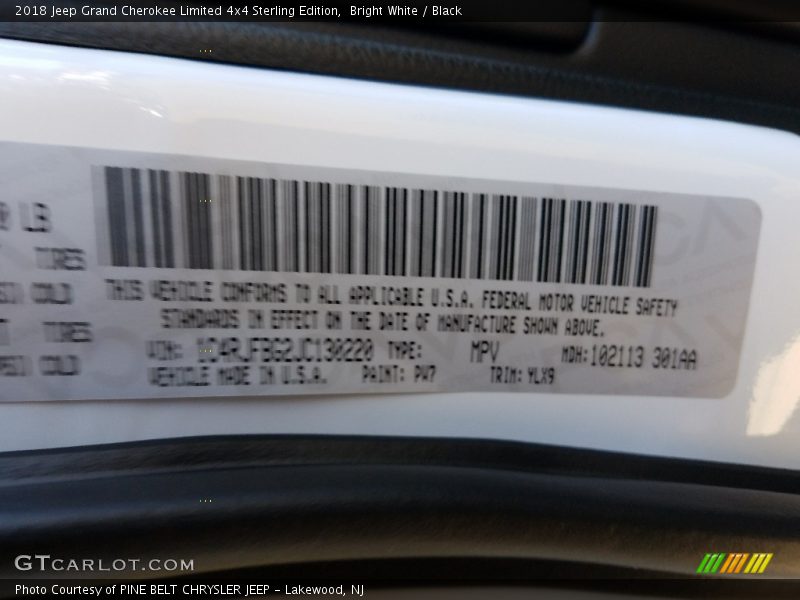 2018 Jeep Grand Cherokee Limited 4x4 Sterling Edition,  Bright White / Black
LB
TIRES
COLD
TIRES
COLD
THIS VEHICLE CONFORMS TO ALL APPLICABLE U.S.A. FEDERAL MOTOR VEHICLE SAFETY
STANDARDS IN EFFECT ON THE DATE OF MANUFACTURE SHOWN ABOVE.
VIN: 1C4RJFBG2JC130220 TYPE: MPV MDH:102113 301AA
VEHICLE MADE IN U.S.A. PAINT: PW7 TRIM: YLX9
GTCARLOT.COM
Photo Courtesy of PINE BELT CHRYSLER JEEP - Lakewood, NJ